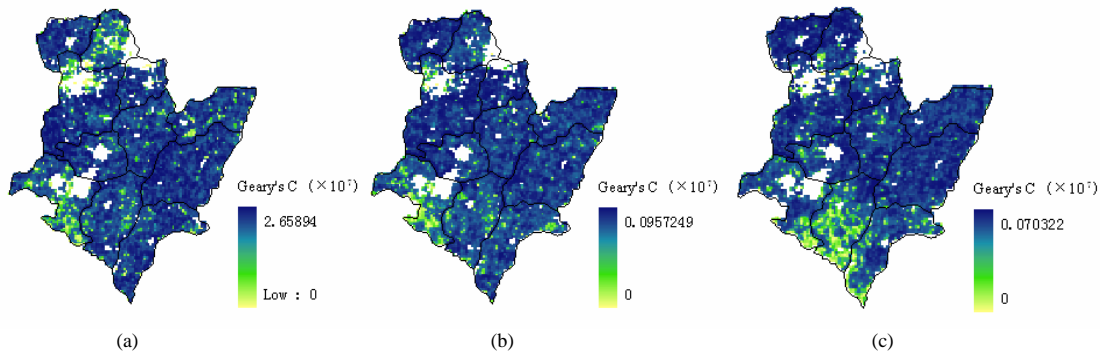 Geary's C (×10⁷)
2.65894
Low : 0
(a)
Geary's C (×10⁷)
0.0957249
0
(b)
Geary's C (×10⁷)
0.070322
0
(c)